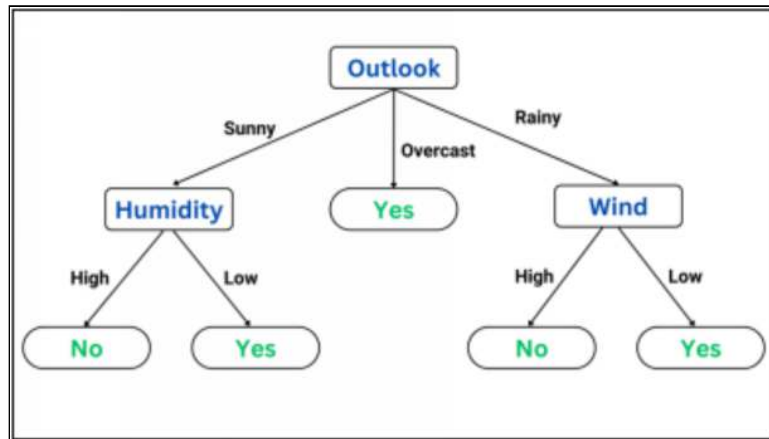 Outlook
Sunny
Overcast
Rainy
Humidity
Yes
Wind
High
Low
High
Low
No
Yes
No
Yes